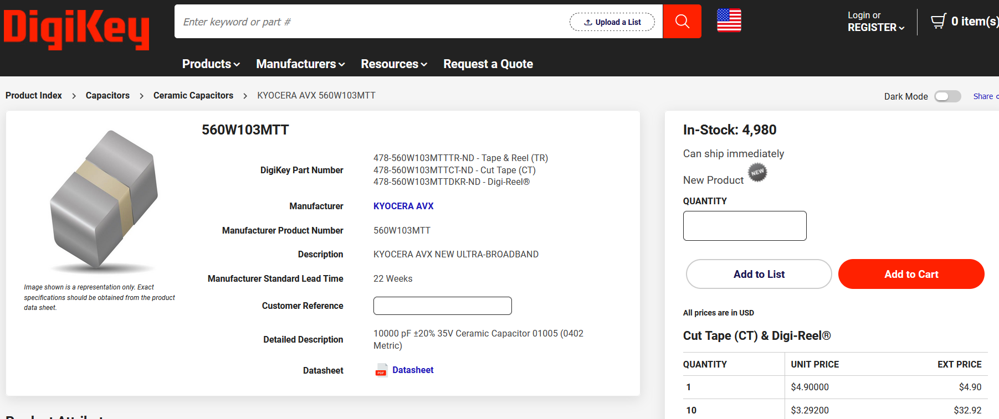 DigiKey
Enter keyword or part #
Upload a List
Login or
REGISTER
0 item(s)
Products
Manufacturers
Resources
Request a Quote
Product Index > Capacitors > Ceramic Capacitors > KYOCERA AVX 560W103MTT
Dark Mode
Share
560W103MTT
DigiKey Part Number
478-560W103MTTTR-ND - Tape & Reel (TR)
478-560W103MTTCT-ND - Cut Tape (CT)
478-560W103MTTDKR-ND - Digi-Reel®
Manufacturer
KYOCERA AVX
Manufacturer Product Number
560W103MTT
Description
KYOCERA AVX NEW ULTRA-BROADBAND
Manufacturer Standard Lead Time
22 Weeks
Customer Reference
Detailed Description
10000 pF ±20% 35V Ceramic Capacitor 01005 (0402
Metric)
Datasheet
PDF
Datasheet
Image shown is a representation only. Exact
specifications should be obtained from the product
data sheet.
In-Stock: 4,980
Can ship immediately
New Product
NEW
QUANTITY
Add to List
Add to Cart
All prices are in USD
Cut Tape (CT) & Digi-Reel®
QUANTITY UNIT PRICE EXT PRICE
1 $4.90000 $4.90
10 $3.29200 $32.92